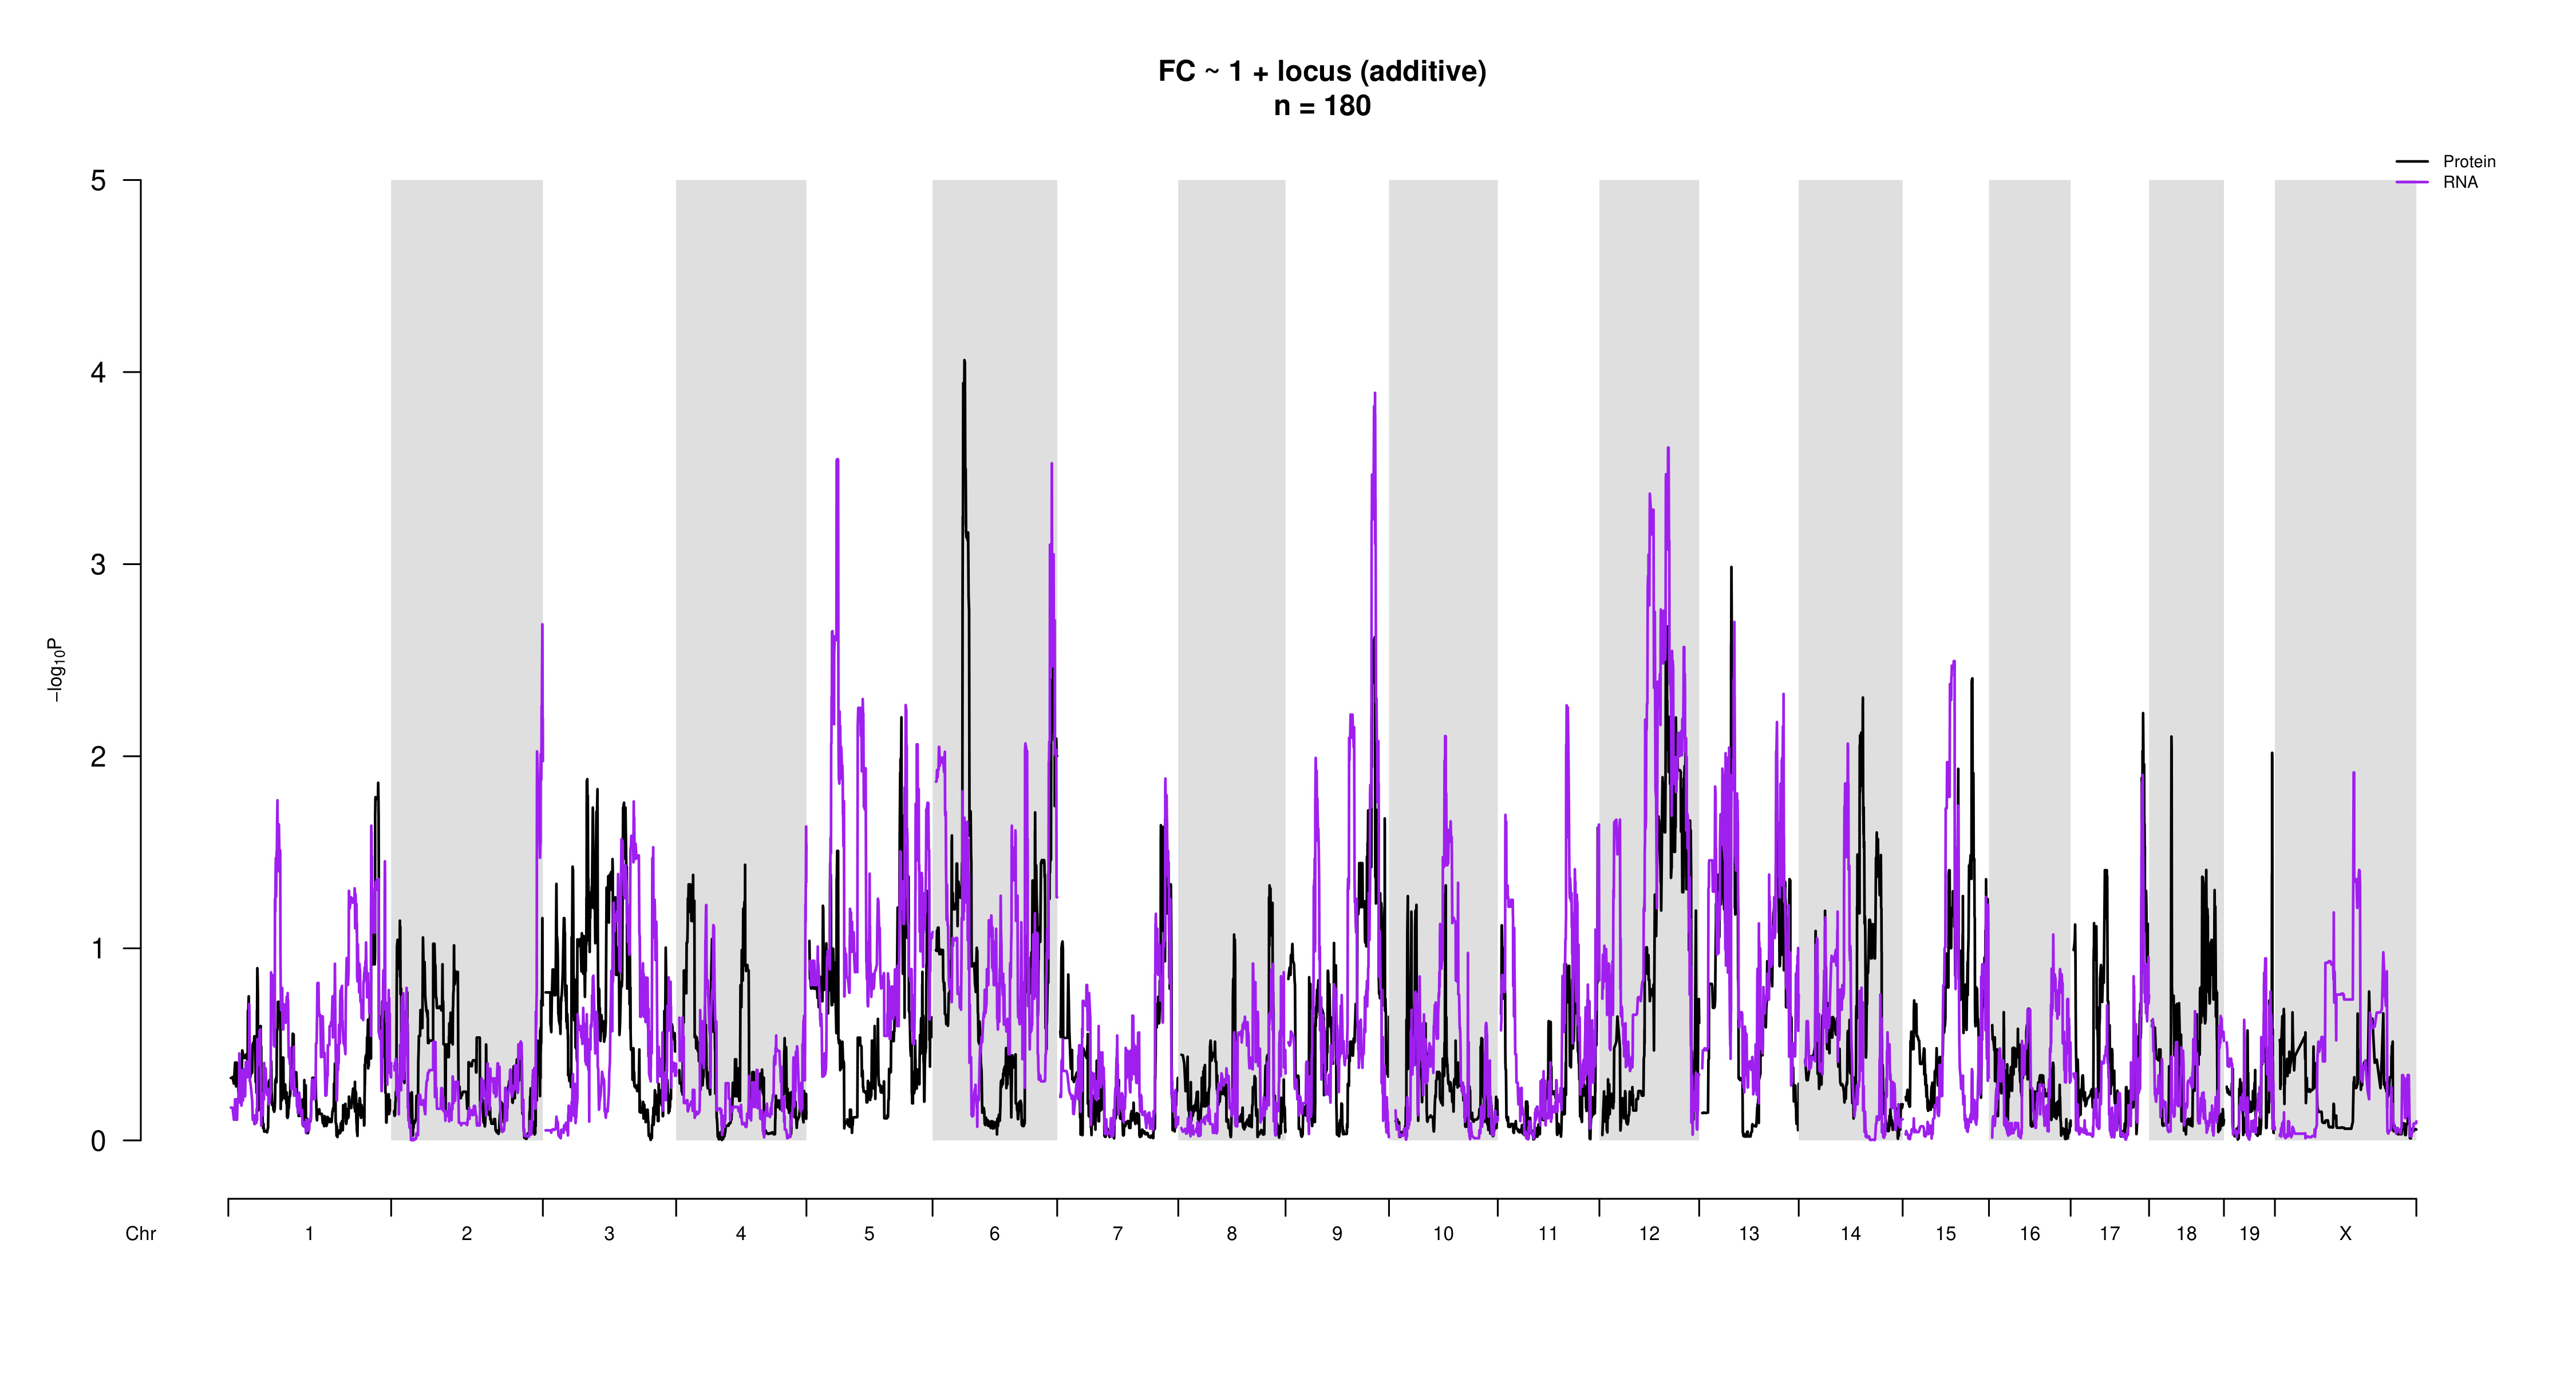 FC ~ 1 + locus (additive)
n = 180
Protein
RNA
5
4
3
2
1
0
−log10P
Chr 1 2 3 4 5 6 7 8 9 10 11 12 13 14 15 16 17 18 19 X